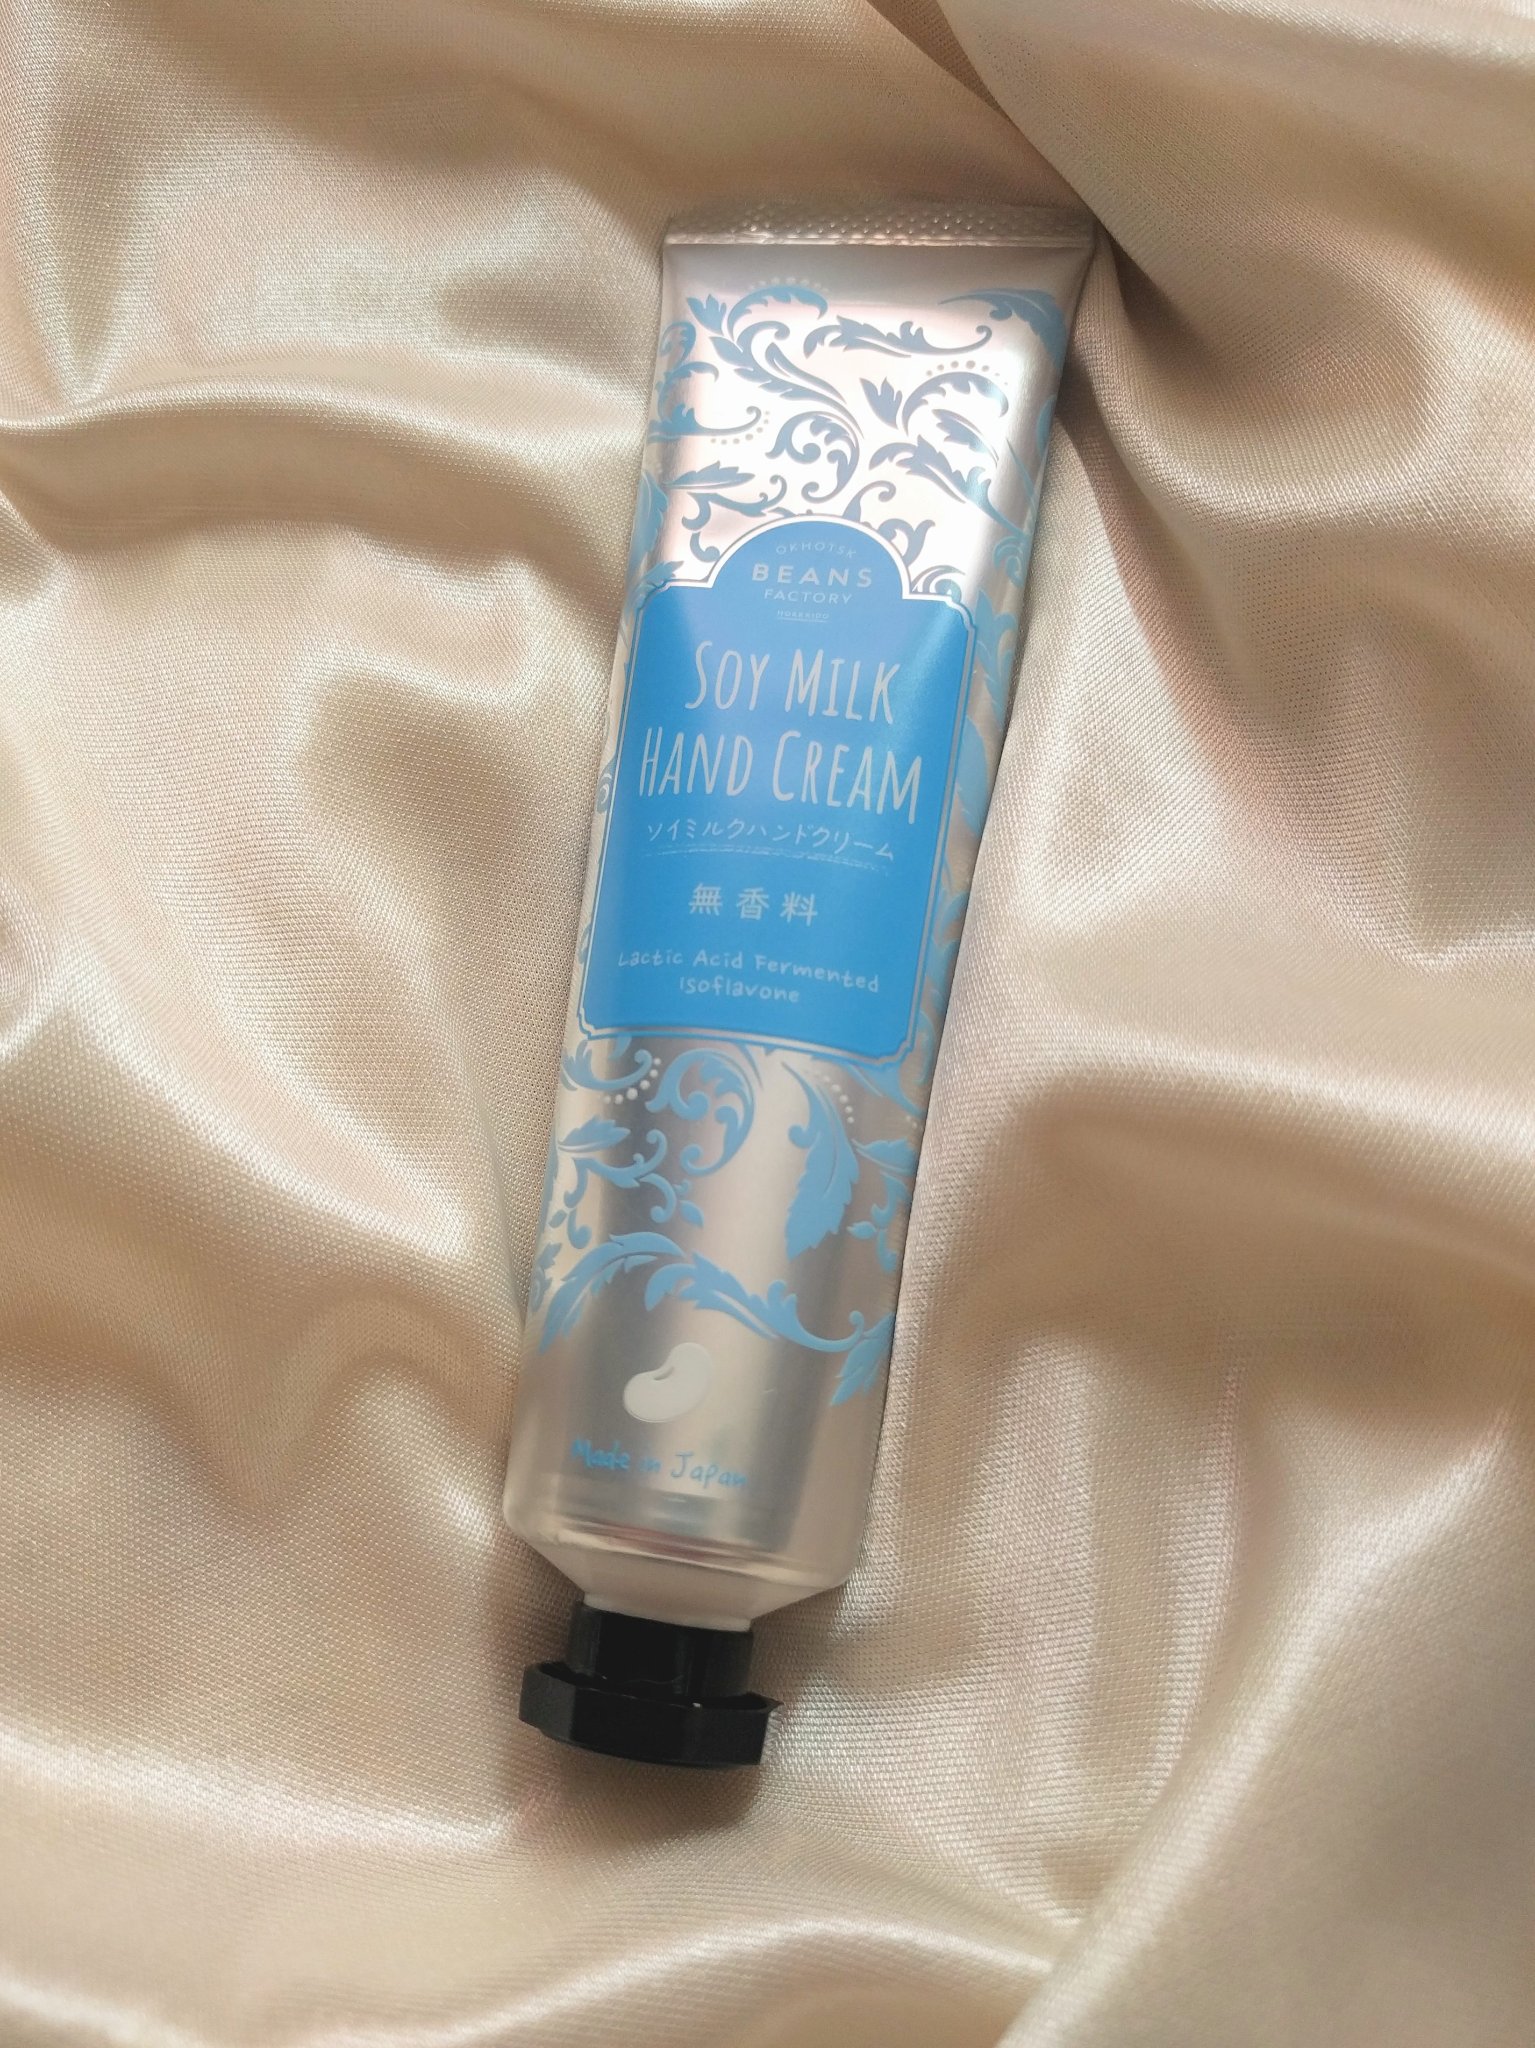 OKHOTSK
BEANS
FACTORY
HOKKAIDO
SOY MILK
HAND CREAM
ソイミルクハンドクリーム
無香料
Lactic Acid Fermented
Isoflavone
Made in Japan